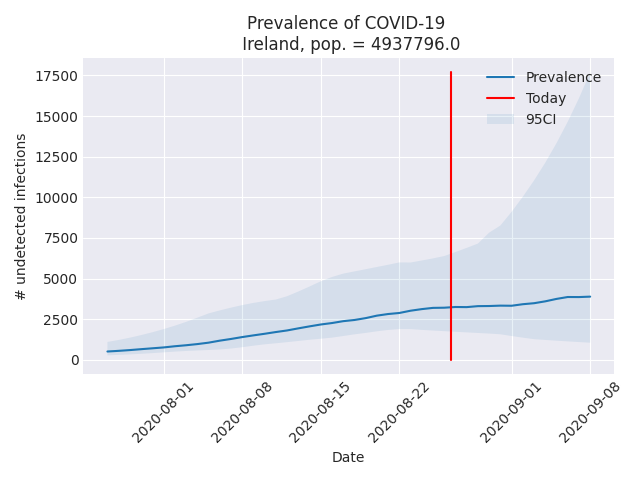 Prevalence of COVID-19
Ireland, pop. = 4937796.0
17500
15000
12500
10000
7500
5000
2500
0
# undetected infections
Prevalence
Today
95CI
2020-08-01
2020-08-08
2020-08-15
2020-08-22
2020-09-01
2020-09-08
Date